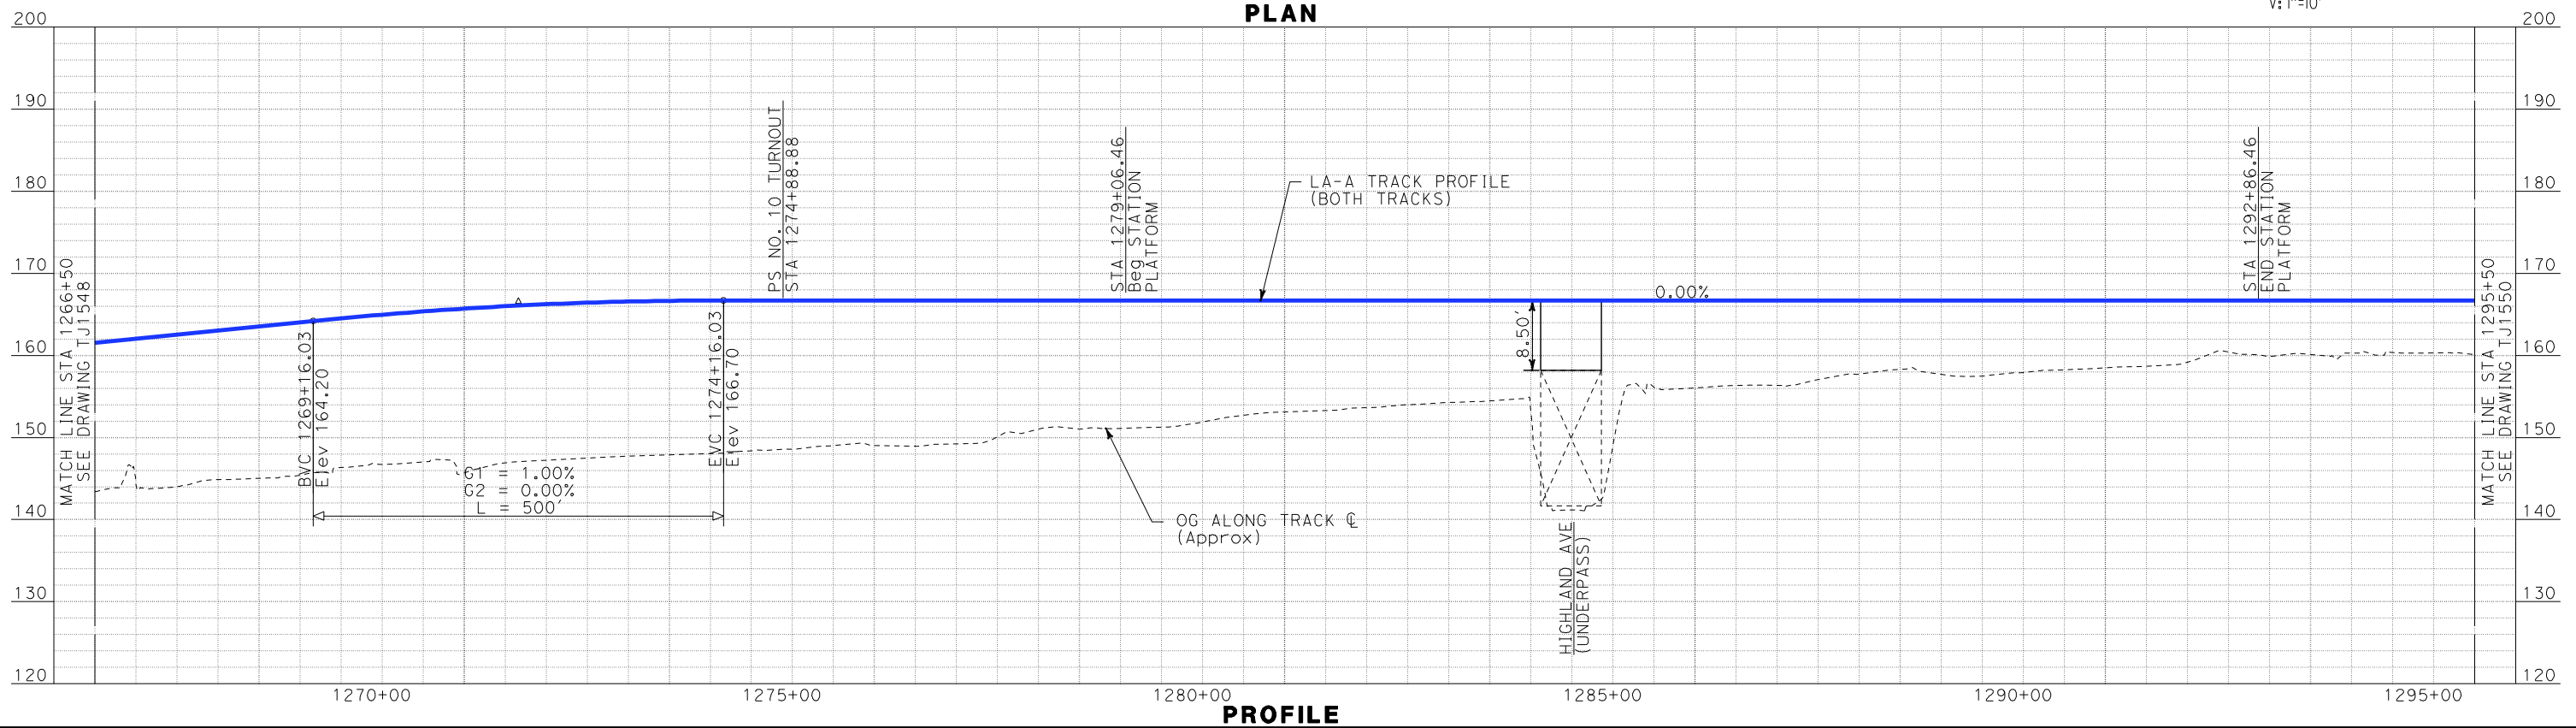 PLAN
V: 1"=10'
200
200
190
190
180
180
170
170
160
160
150
150
140
140
130
130
120
120
MATCH LINE STA 1266+50
SEE DRAWING TJ1548
BVC 1269+16.03
Elev 164.20
G1 = 1.00%
G2 = 0.00%
L = 500'
EVC 1274+16.03
Elev 166.70
PS NO. 10 TURNOUT
STA 1274+88.88
STA 1279+06.46
Beg STATION
PLATFORM
LA-A TRACK PROFILE
(BOTH TRACKS)
OG ALONG TRACK ℄
(Approx)
8.50'
HIGHLAND AVE
(UNDERPASS)
0.00%
STA 1292+86.46
END STATION
PLATFORM
MATCH LINE STA 1295+50
SEE DRAWING TJ1550
1270+00
1275+00
1280+00
1285+00
1290+00
1295+00
PROFILE